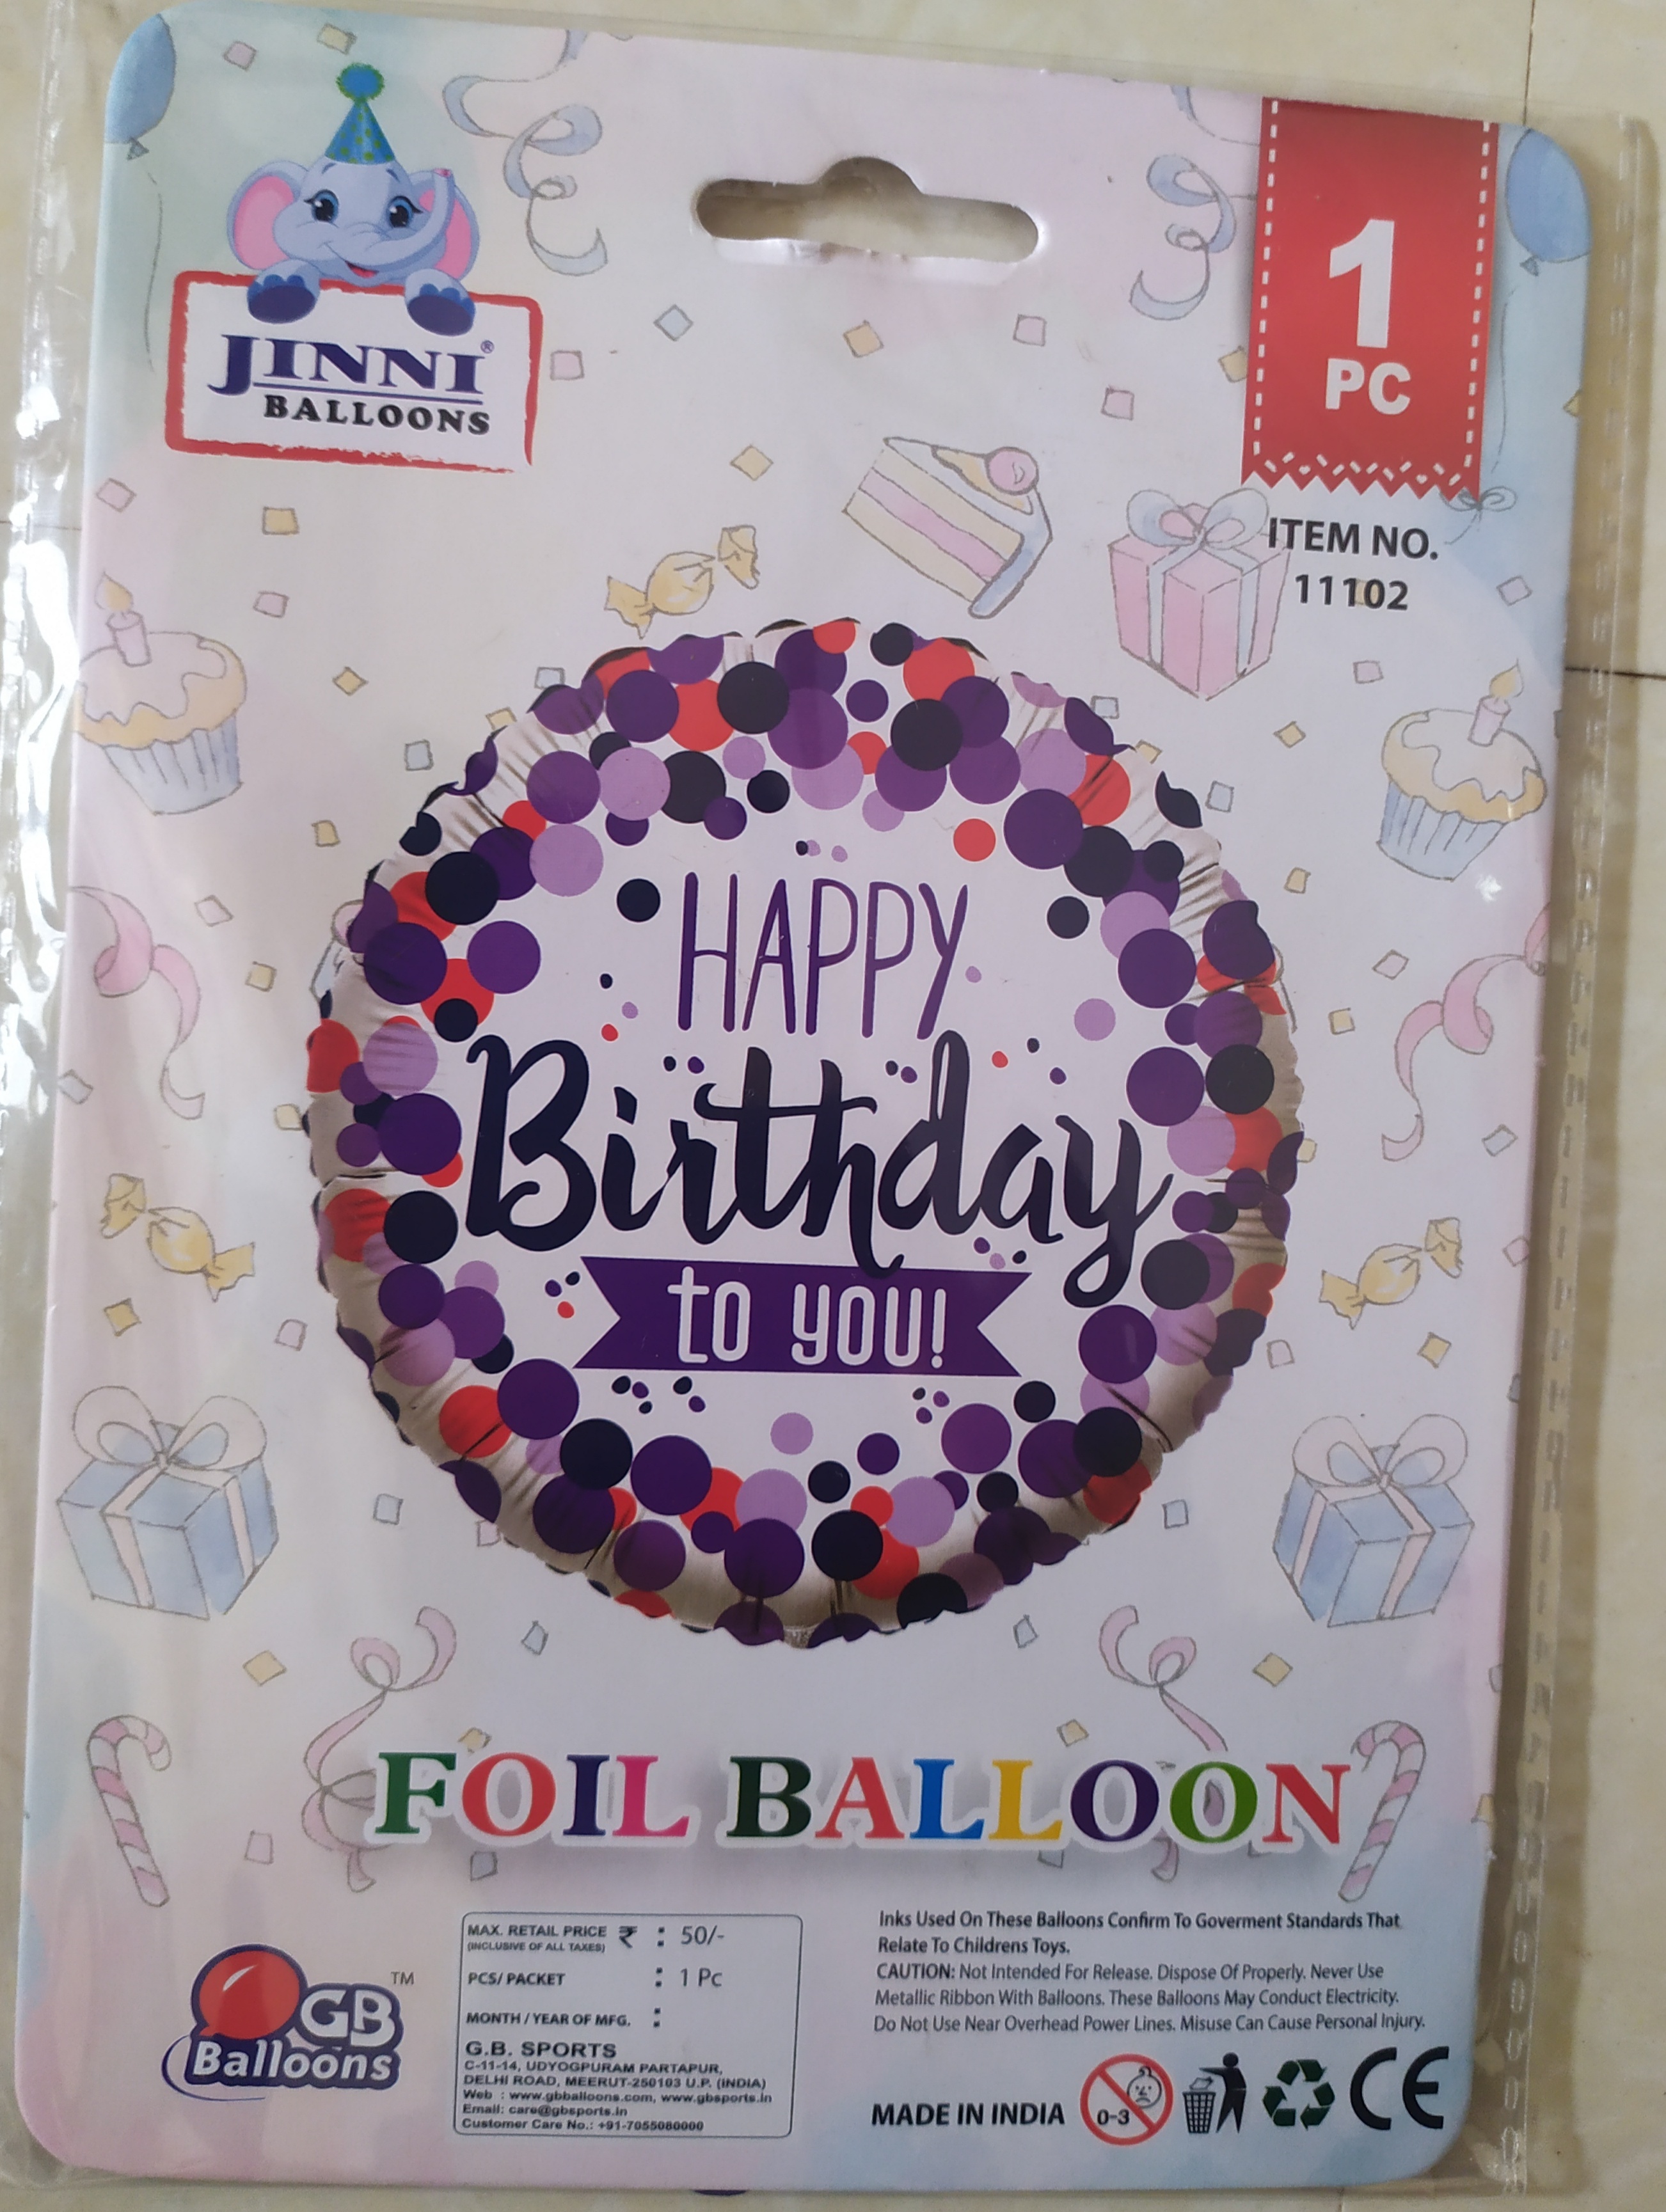 JINNI®
BALLOONS
1
PC
ITEM NO.
11102
HAPPY
Birthday
to you!
FOIL BALLOON
GB™
Balloons
MAX. RETAIL PRICE ₹ : 50/-
(INCLUSIVE OF ALL TAXES)
PCS/ PACKET : 1 Pc
MONTH / YEAR OF MFG. :
G.B. SPORTS
C-11-14, UDYOGPURAM PARTAPUR,
DELHI ROAD, MEERUT-250103 U.P. (INDIA)
Web : www.gbballoons.com, www.gbsports.in
Email: care@gbsports.in
Customer Care No.: +91-7055080000
Inks Used On These Balloons Confirm To Goverment Standards That
Relate To Childrens Toys.
CAUTION: Not Intended For Release. Dispose Of Properly. Never Use
Metallic Ribbon With Balloons. These Balloons May Conduct Electricity.
Do Not Use Near Overhead Power Lines. Misuse Can Cause Personal Injury.
MADE IN INDIA
0-3
CE